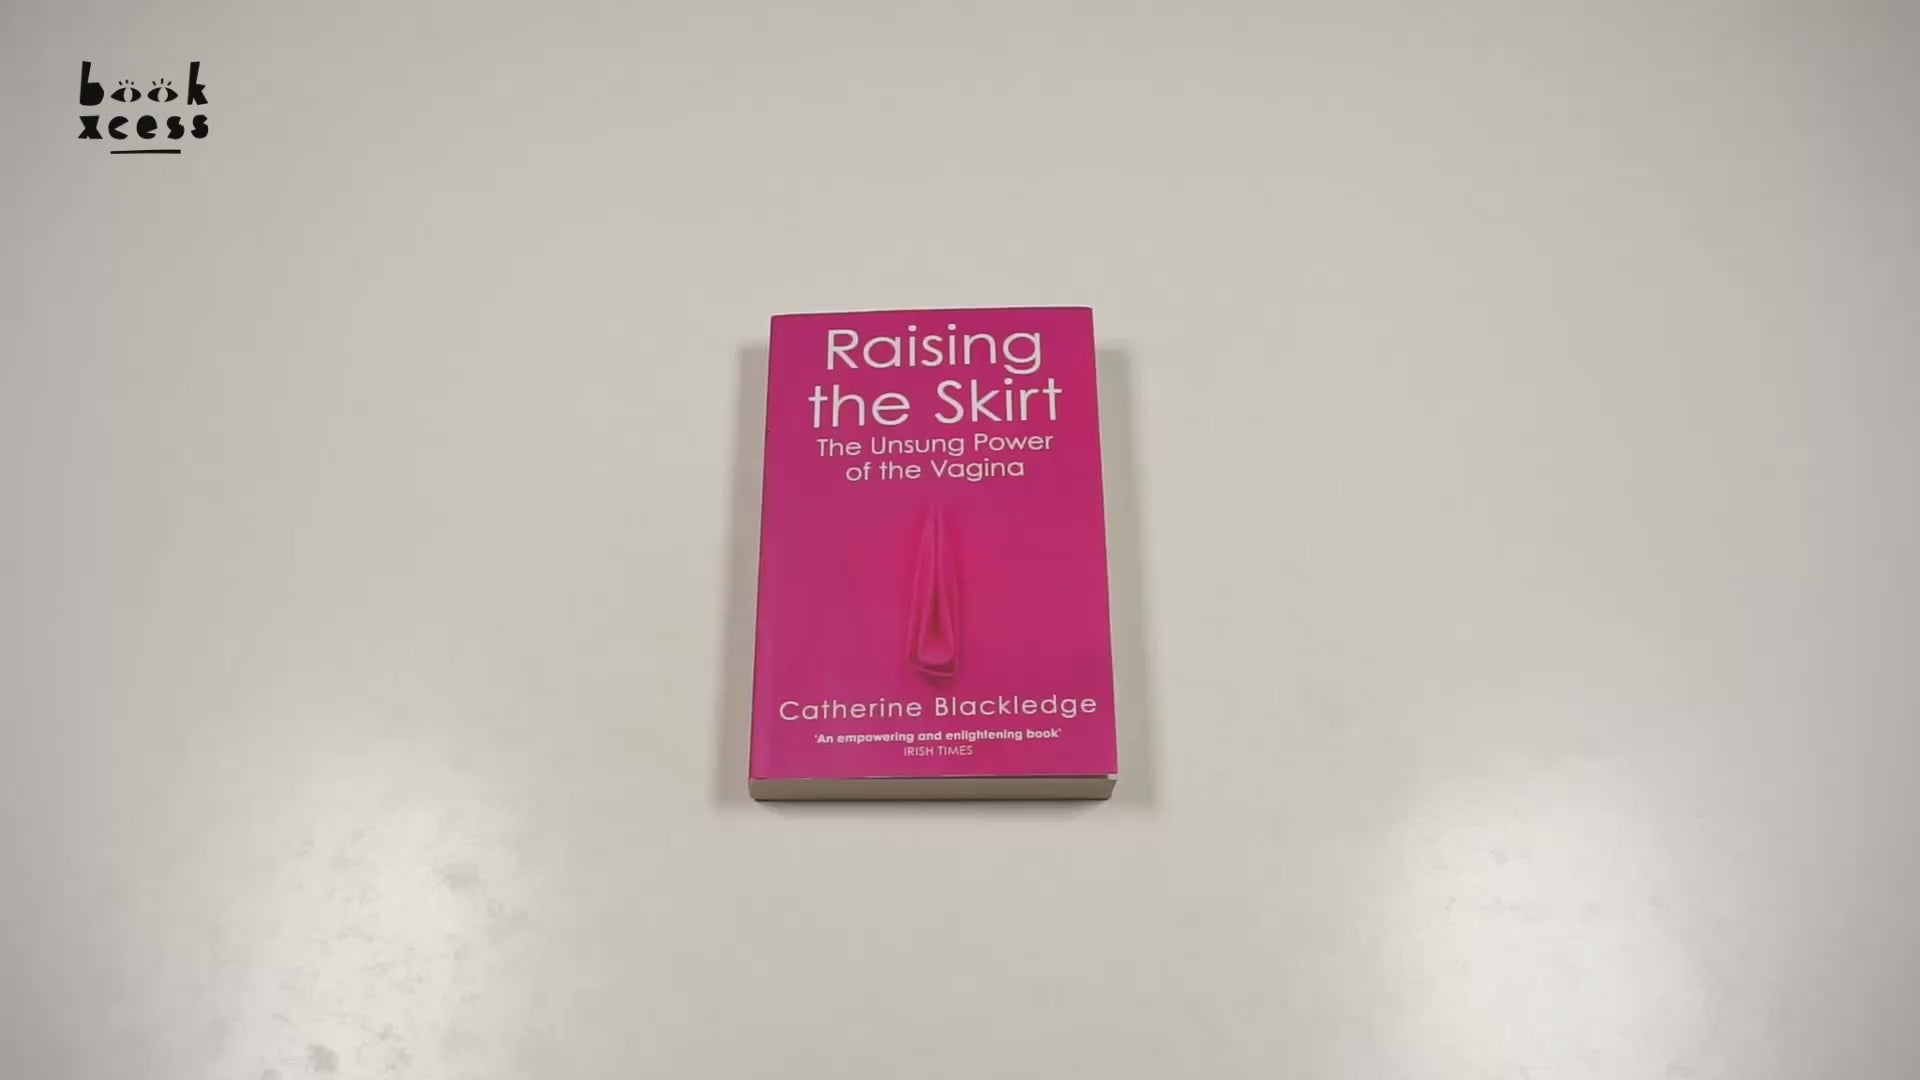 book
xcess
Raising
the Skirt
The Unsung Power
of the Vagina
Catherine Blackledge
'An empowering and enlightening book'
IRISH TIMES